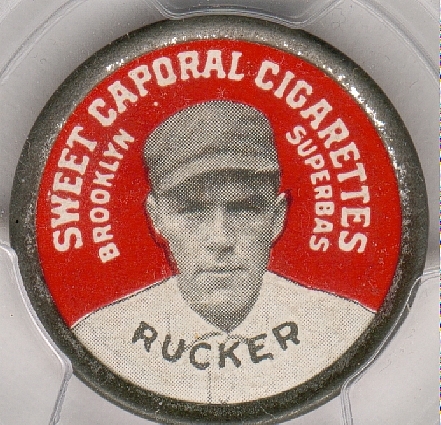 SWEET CAPORAL CIGARETTES
BROOKLYN
SUPERBAS
RUCKER